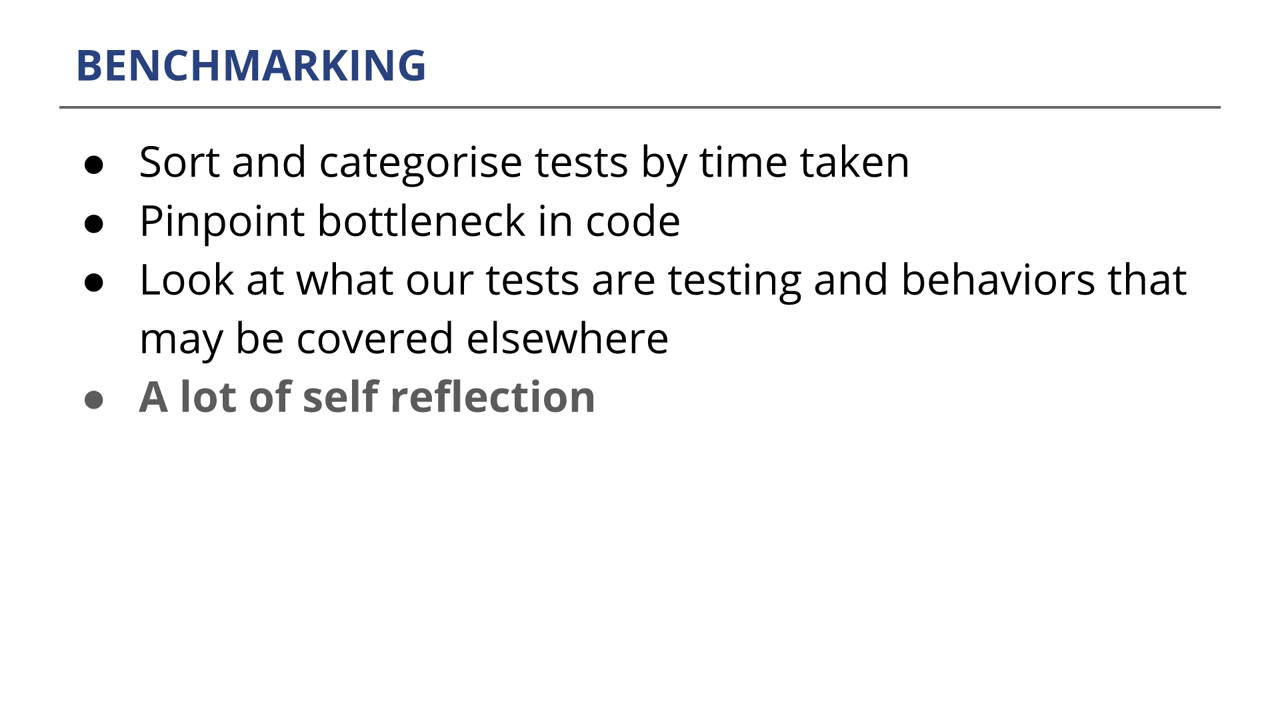 BENCHMARKING
● Sort and categorise tests by time taken
● Pinpoint bottleneck in code
● Look at what our tests are testing and behaviors that
may be covered elsewhere
● A lot of self reflection